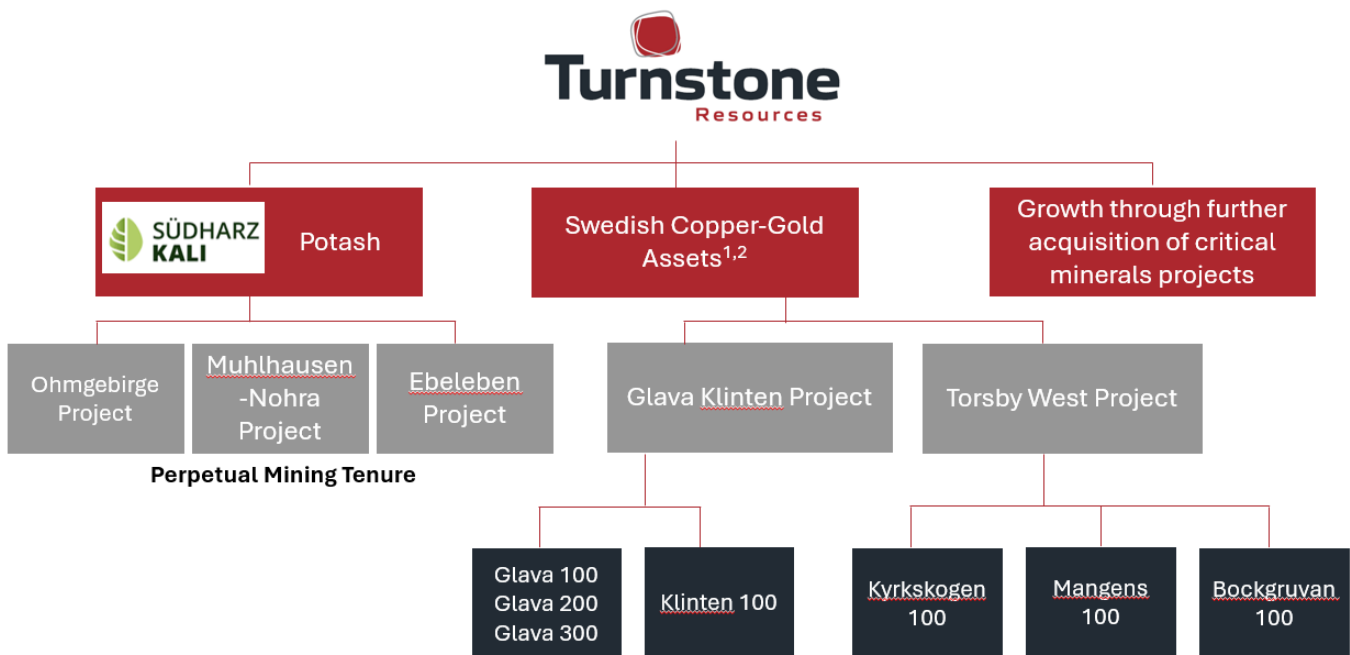 Turnstone
Resources
SÜDHARZ
KALI
Potash
Swedish Copper-Gold
Assets1,2
Growth through further
acquisition of critical
minerals projects
Ohmgebirge
Project
Muhlhausen
-Nohra
Project
Ebeleben
Project
Glava Klinten Project
Torsby West Project
Perpetual Mining Tenure
Glava 100
Glava 200
Glava 300
Klinten 100
Kyrkskogen
100
Mangens
100
Bockgruvan
100